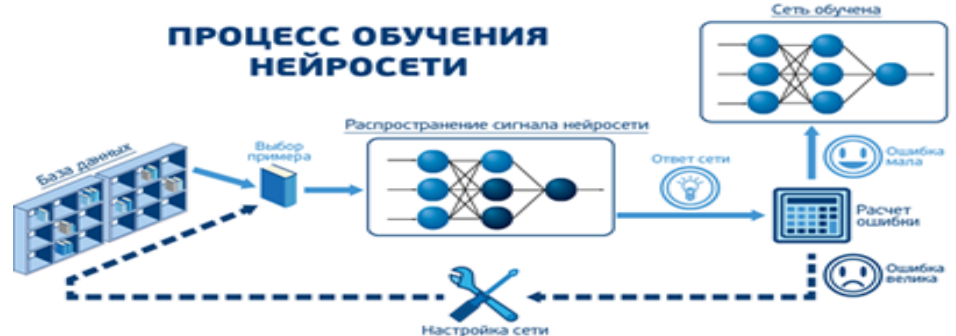 ПРОЦЕСС ОБУЧЕНИЯ
НЕЙРОСЕТИ
Сеть обучена
База данных
Выбор
примера
Распространение сигнала нейросети
Ответ сети
Ошибка
мала
Расчет
ошибки
Ошибка
велика
Настройка сети